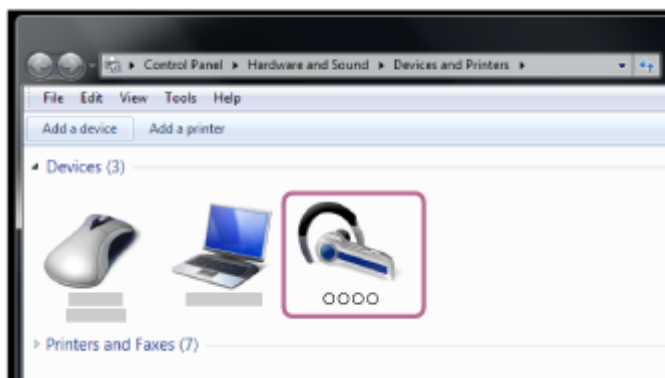 Control Panel ▸ Hardware and Sound ▸ Devices and Printers ▸
File Edit View Tools Help
Add a device Add a printer
Devices (3)
OOOO
Printers and Faxes (7)